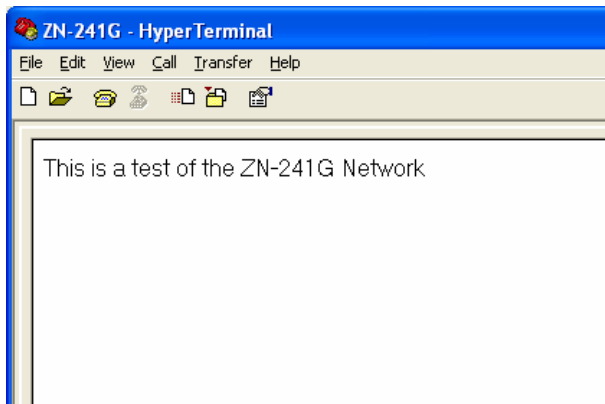 ZN-241G - HyperTerminal
File Edit View Call Transfer Help
This is a test of the ZN-241G Network